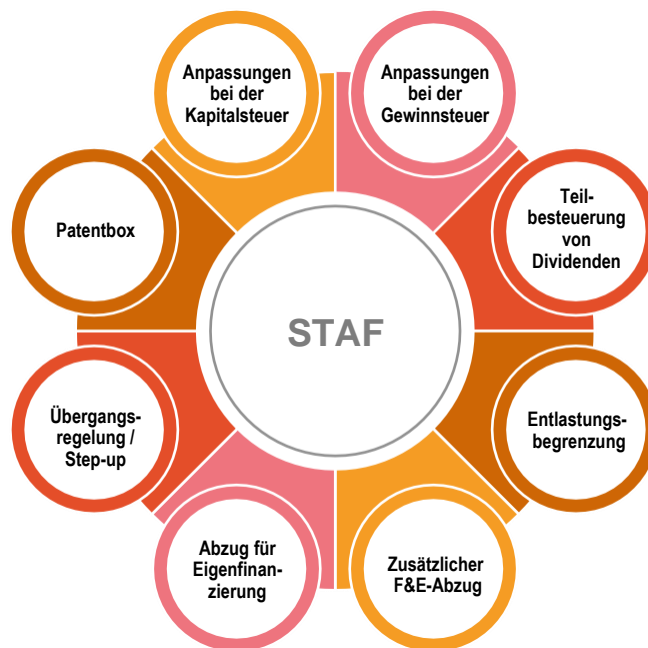 Anpassungen
bei der
Kapitalsteuer
Anpassungen
bei der
Gewinnsteuer
Teil-
besteuerung
von
Dividenden
Entlastungs-
begrenzung
Zusätzlicher
F&E-Abzug
Abzug für
Eigenfinan-
zierung
Übergangs-
regelung /
Step-up
Patentbox
STAF